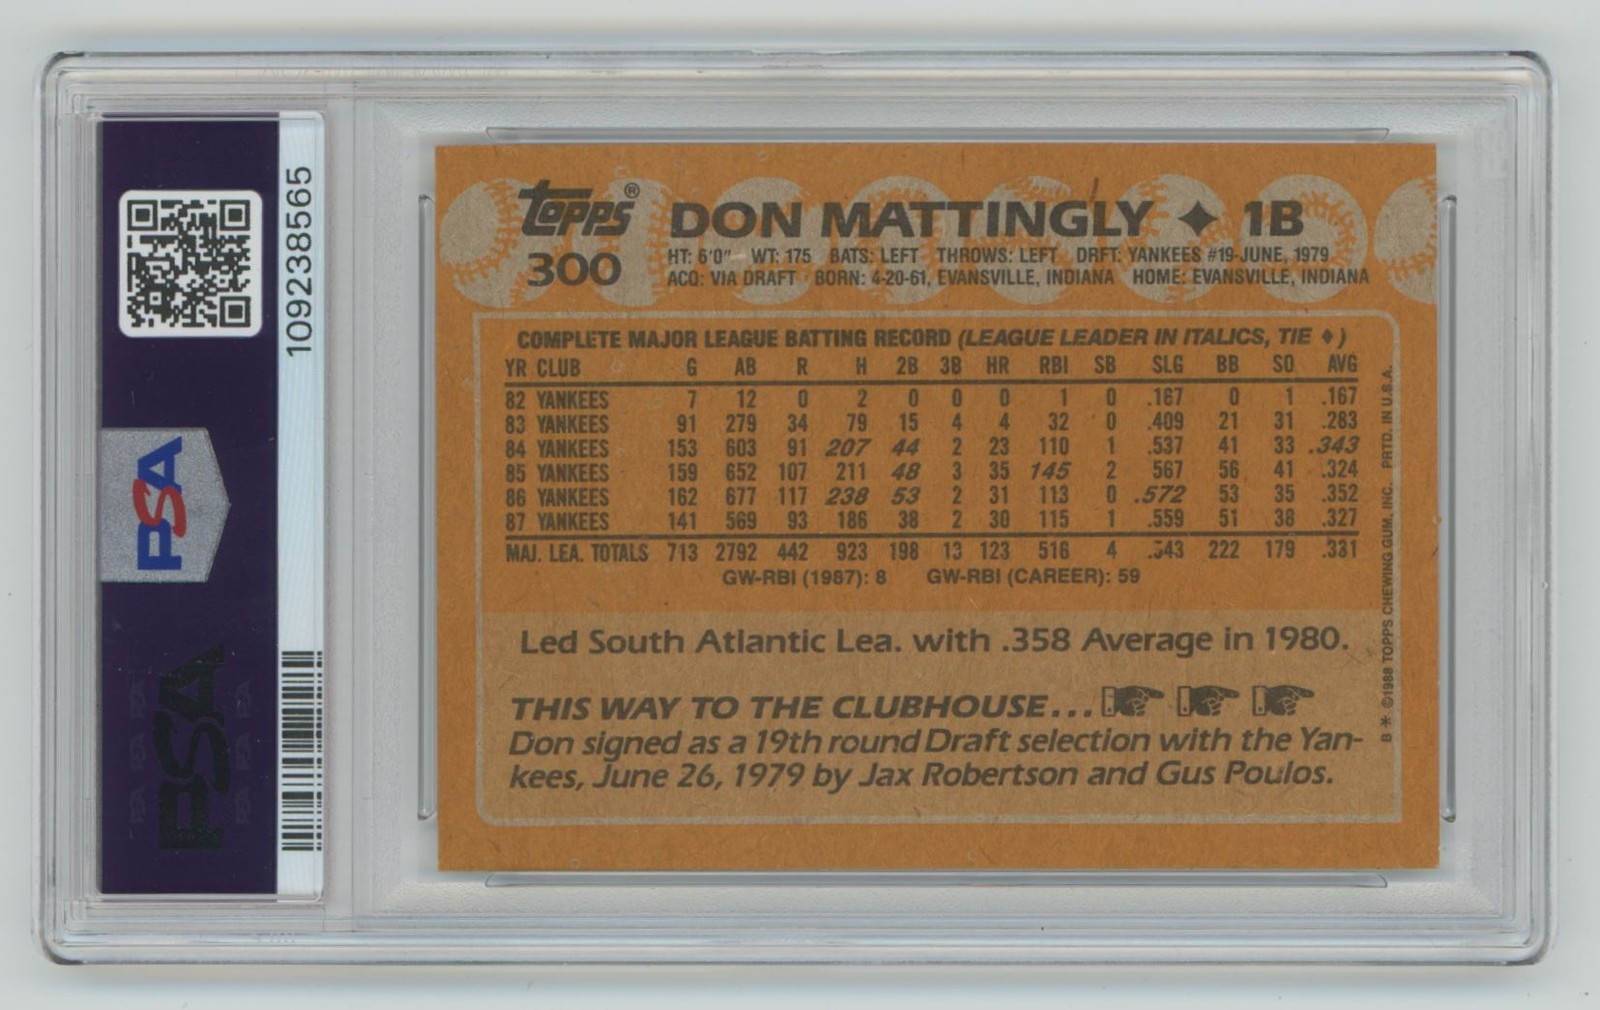 109238565
PSA
PSA
Topps®
300
DON MATTINGLY ✦ 1B
HT: 6'0" WT: 175 BATS: LEFT THROWS: LEFT DRFT: YANKEES #19-JUNE, 1979
ACQ: VIA DRAFT BORN: 4-20-61, EVANSVILLE, INDIANA HOME: EVANSVILLE, INDIANA
COMPLETE MAJOR LEAGUE BATTING RECORD (LEAGUE LEADER IN ITALICS, TIE ♦)
YR CLUB G AB R H 2B 3B HR RBI SB SLG BB SO AVG
82 YANKEES 7 12 0 2 0 0 0 1 0 .167 0 1 .167
83 YANKEES 91 279 34 79 15 4 4 32 0 .409 21 31 .283
84 YANKEES 153 603 91 207 44 2 23 110 1 .537 41 33 .343
85 YANKEES 159 652 107 211 48 3 35 145 2 567 56 41 .324
86 YANKEES 162 677 117 238 53 2 31 113 0 .572 53 35 .352
87 YANKEES 141 569 93 186 38 2 30 115 1 .559 51 38 .327
MAJ. LEA. TOTALS 713 2792 442 923 198 13 123 516 4 .543 222 179 .331
GW-RBI (1987): 8 GW-RBI (CAREER): 59
Led South Atlantic Lea. with .358 Average in 1980.
THIS WAY TO THE CLUBHOUSE...
Don signed as a 19th round Draft selection with the Yan-
kees, June 26, 1979 by Jax Robertson and Gus Poulos.
B * ©1988 TOPPS CHEWING GUM, INC. PRTD. IN U.S.A.